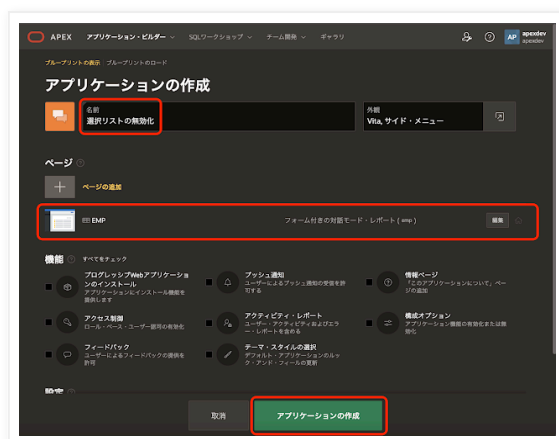 APEX アプリケーション・ビルダー SQLワークショップ チーム開発 ギャラリ AP apexdev
apexdev
ブループリントの表示 ブループリントのロード
アプリケーションの作成
名前
選択リストの無効化
外観
Vita, サイド・メニュー
ページ
ページの追加
EMP フォーム付きの対話モード・レポート ( emp ) 編集
機能 すべてをチェック
プログレッシブWebアプリケーションのインストール
アプリケーションにインストール機能を提供します
プッシュ通知
ユーザーによるプッシュ通知の受信を許可する
情報ページ
「このアプリケーションについて」ページの追加
アクセス制御
ロール・ベース・ユーザー認可の有効化
アクティビティ・レポート
ユーザー・アクティビティおよびエラー・レポートを含める
構成オプション
アプリケーション機能の有効化または無効化
フィードバック
ユーザーによるフィードバックの提供を許可
テーマ・スタイルの選択
デフォルト・アプリケーションのルック・アンド・フィールの更新
設定
取消 アプリケーションの作成